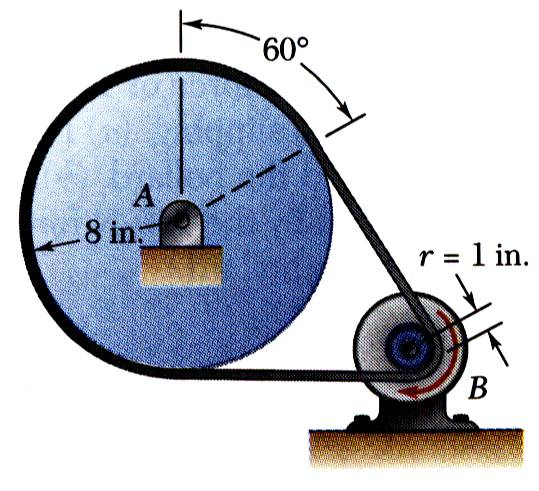 60°
A
8 in.
r = 1 in.
B